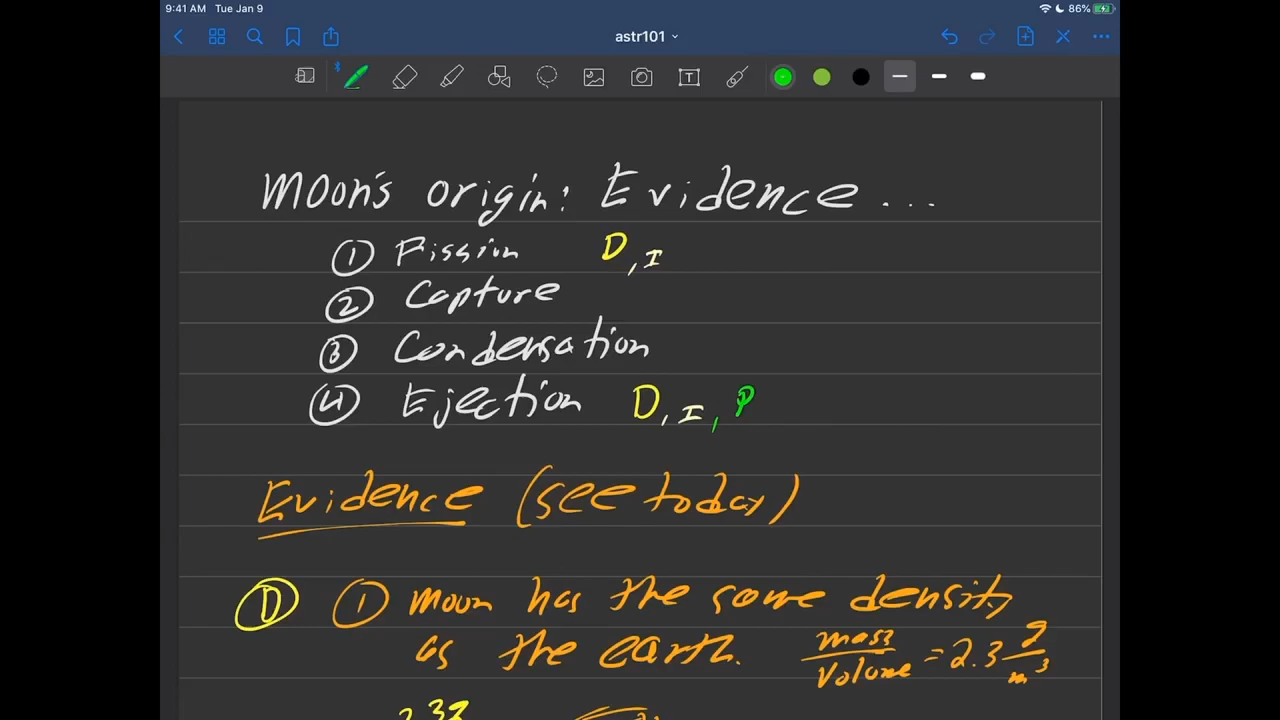 9:41 AM Tue Jan 9 86%
astr101
Moon's origin: Evidence ...
① Fission D, I
② Capture
③ Condensation
④ Ejection D, I, P
Evidence (see today)
Ⓓ ① Moon has the same density
as the earth. mass/Volume = 2.3 g/m³